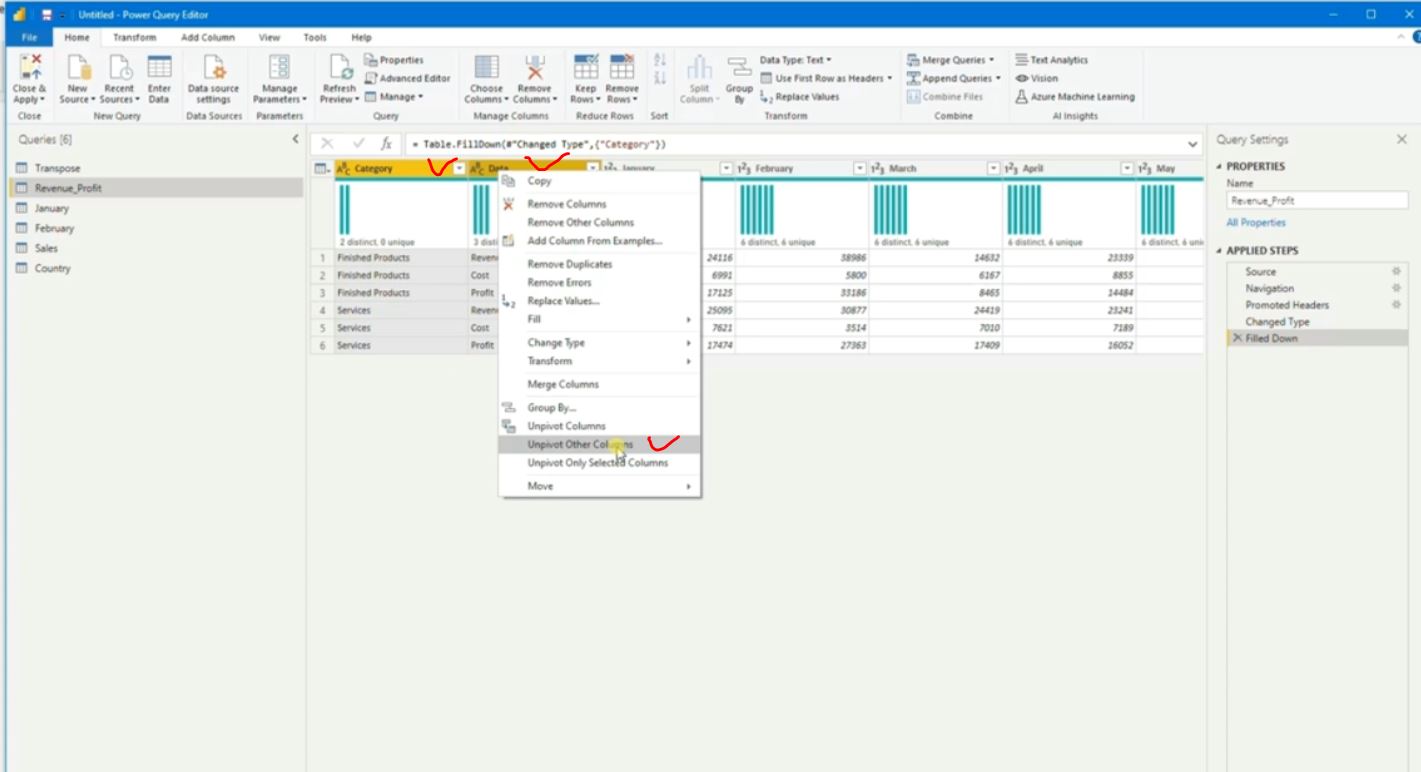 Untitled - Power Query Editor
File Home Transform Add Column View Tools Help
Close & Apply
New Source
Recent Sources
Enter Data
Data source settings
Manage Parameters
Refresh Preview
Properties
Advanced Editor
Manage
Choose Columns
Remove Columns
Keep Rows
Remove Rows
Split Column
Group By
Data Type: Text
Use First Row as Headers
Replace Values
Merge Queries
Append Queries
Combine Files
Text Analytics
Vision
Azure Machine Learning
Close New Query Data Sources Parameters Query Manage Columns Reduce Rows Sort Transform Combine AI Insights
Queries [6]
Transpose
Revenue_Profit
January
February
Sales
Country
= Table.FillDown(#"Changed Type",{"Category"})
Category Data January February March April May
2 distinct, 0 unique 6 distinct, 6 unique 6 distinct, 6 unique 6 distinct, 6 unique
1 Finished Products 24116 38986 14632 23339
2 Finished Products Cost 6991 5800 6167 8855
3 Finished Products Profit 17125 33186 8465 14484
4 Services 25095 30877 24419 23241
5 Services Cost 7621 3514 7010 7189
6 Services Profit 17474 27363 17409 16052
Copy
Remove Columns
Remove Other Columns
Add Column From Examples...
Remove Duplicates
Remove Errors
Replace Values...
Fill
Change Type
Transform
Merge Columns
Group By...
Unpivot Columns
Unpivot Other Columns
Unpivot Only Selected Columns
Move
Query Settings
PROPERTIES
Name
Revenue_Profit
All Properties
APPLIED STEPS
Source
Navigation
Promoted Headers
Changed Type
Filled Down